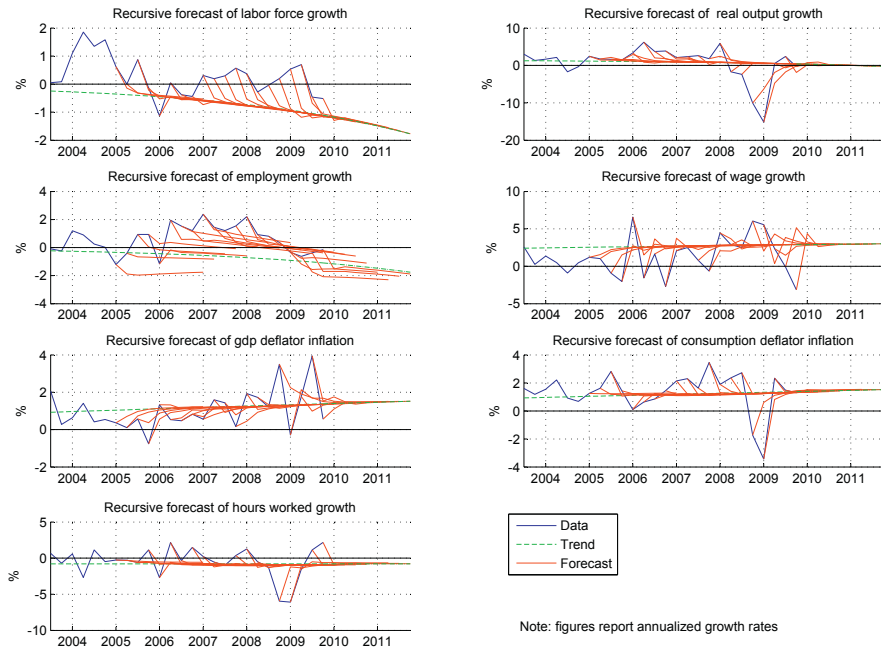 Recursive forecast of labor force growth
2
1
0
-1
-2
%
2004 2005 2006 2007 2008 2009 2010 2011
Recursive forecast of real output growth
10
0
-10
-20
%
2004 2005 2006 2007 2008 2009 2010 2011
Recursive forecast of employment growth
4
2
0
-2
-4
%
2004 2005 2006 2007 2008 2009 2010 2011
Recursive forecast of wage growth
10
5
0
-5
%
2004 2005 2006 2007 2008 2009 2010 2011
Recursive forecast of gdp deflator inflation
4
2
0
-2
%
2004 2005 2006 2007 2008 2009 2010 2011
Recursive forecast of consumption deflator inflation
4
2
0
-2
-4
%
2004 2005 2006 2007 2008 2009 2010 2011
Recursive forecast of hours worked growth
5
0
-5
-10
%
2004 2005 2006 2007 2008 2009 2010 2011
Data
Trend
Forecast
Note: figures report annualized growth rates